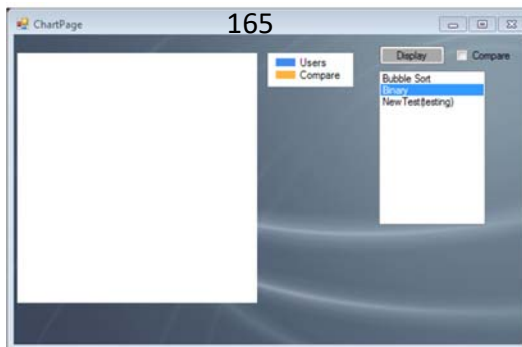 ChartPage
165
Users
Compare
Display
Compare
Bubble Sort
Binary
NewTest(testing)